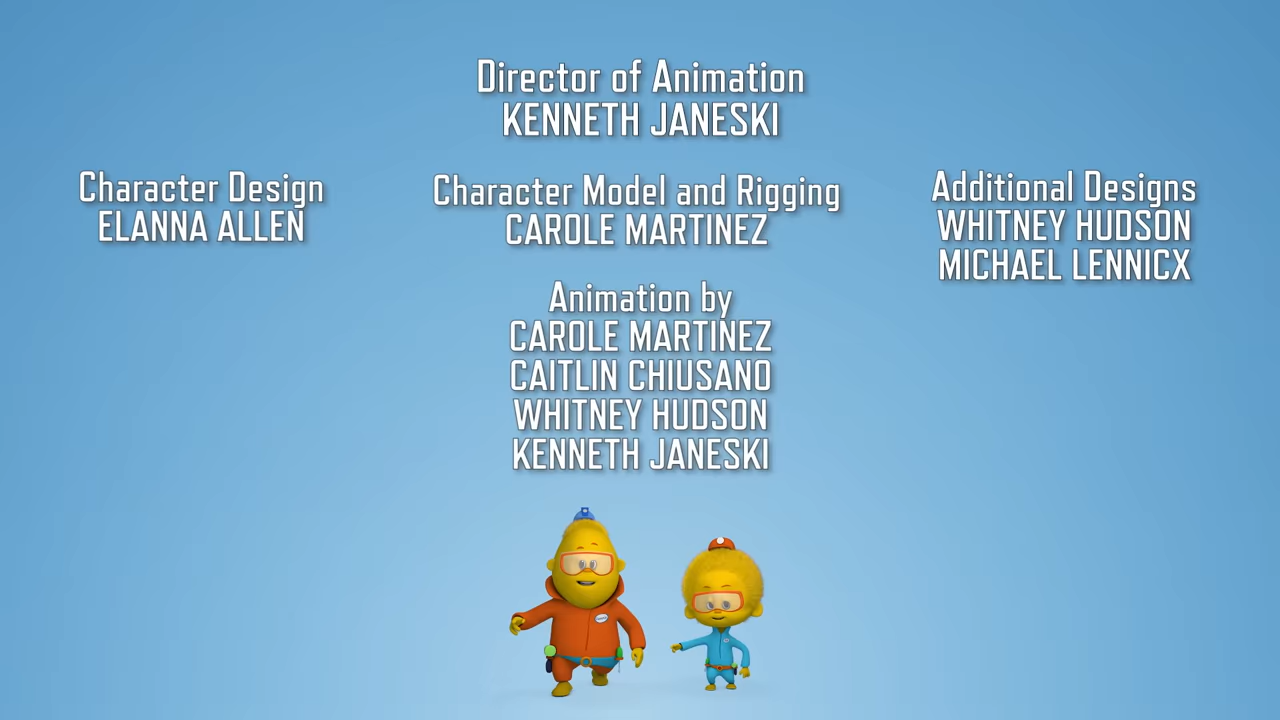 Director of Animation
KENNETH JANESKI
Character Design
ELANNA ALLEN
Character Model and Rigging
CAROLE MARTINEZ
Additional Designs
WHITNEY HUDSON
MICHAEL LENNICX
Animation by
CAROLE MARTINEZ
CAITLIN CHIUSANO
WHITNEY HUDSON
KENNETH JANESKI